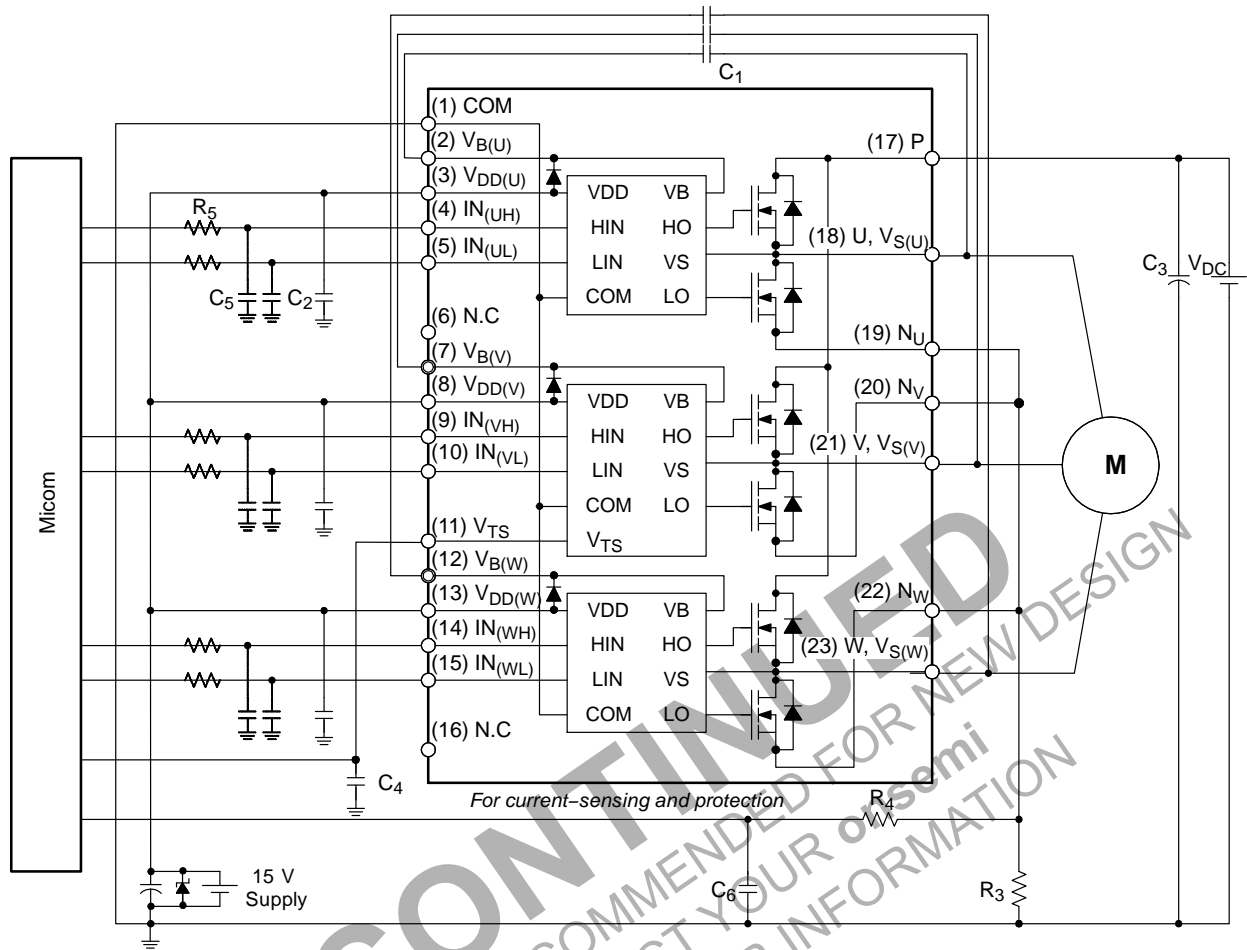 C1
(1) COM
(2) VB(U)
(3) VDD(U)
(4) IN(UH)
(5) IN(UL)
(6) N.C
(7) VB(V)
(8) VDD(V)
(9) IN(VH)
(10) IN(VL)
(11) VTS
(12) VB(W)
(13) VDD(W)
(14) IN(WH)
(15) IN(WL)
(16) N.C
VDD VB
HIN HO
LIN VS
COM LO
VDD VB
HIN HO
LIN VS
COM LO
VTS
VDD VB
HIN HO
LIN VS
COM LO
(17) P
(18) U, VS(U)
(19) NU
(20) NV
(21) V, VS(V)
(22) NW
(23) W, VS(W)
Micom
R5
C5 C2
C3 VDC
M
C4
For current–sensing and protection
R4
15 V
Supply
C6
R3
CONTINUED
FOR NEW DESIGN
YOUR onsemi
INFORMATION